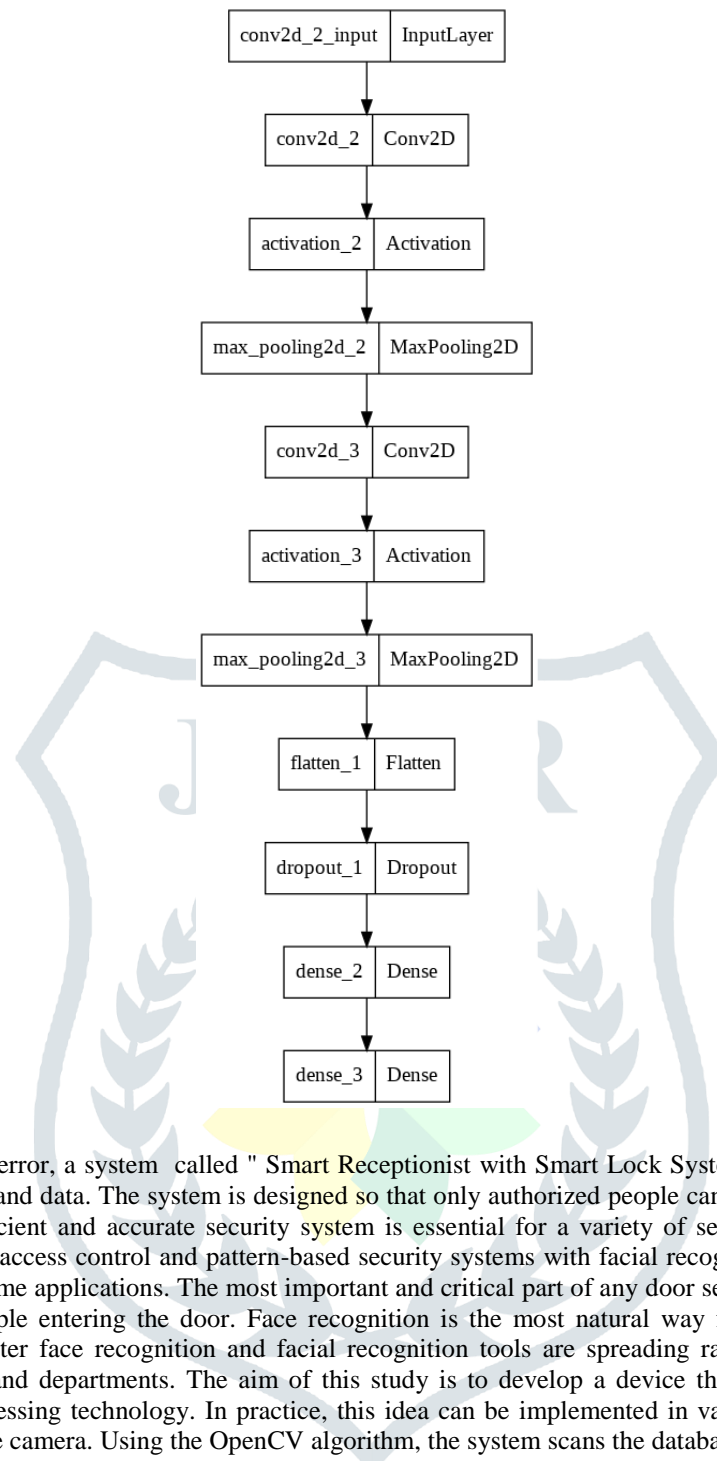 conv2d_2_input InputLayer
conv2d_2 Conv2D
activation_2 Activation
max_pooling2d_2 MaxPooling2D
conv2d_3 Conv2D
activation_3 Activation
max_pooling2d_3 MaxPooling2D
flatten_1 Flatten
J R
dropout_1 Dropout
dense_2 Dense
dense_3 Dense
error, a system called " Smart Receptionist with Smart Lock Syste
and data. The system is designed so that only authorized people can
cient and accurate security system is essential for a variety of se
access control and pattern-based security systems with facial recog
me applications. The most important and critical part of any door se
ple entering the door. Face recognition is the most natural way
ter face recognition and facial recognition tools are spreading ra
and departments. The aim of this study is to develop a device th
essing technology. In practice, this idea can be implemented in va
e camera. Using the OpenCV algorithm, the system scans the databa